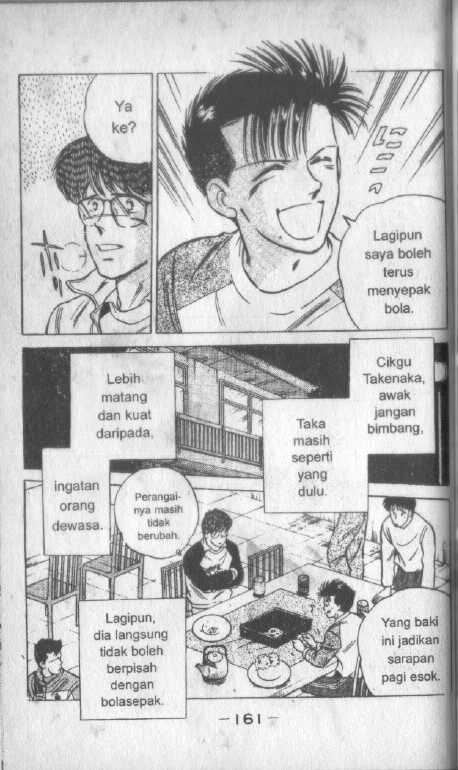 Lagipun
saya boleh
terus
menyepak
bola.
Ya
ke?
Cikgu
Takenaka,
awak
jangan
bimbang,
Taka
masih
seperti
yang
dulu.
Lebih
matang
dan kuat
daripada,
ingatan
orang
dewasa.
Perangai-
nya masih
tidak
berubah.
Yang baki
ini jadikan
sarapan
pagi esok.
Lagipun,
dia langsung
tidak boleh
berpisah
dengan
bolasepak.
–161–